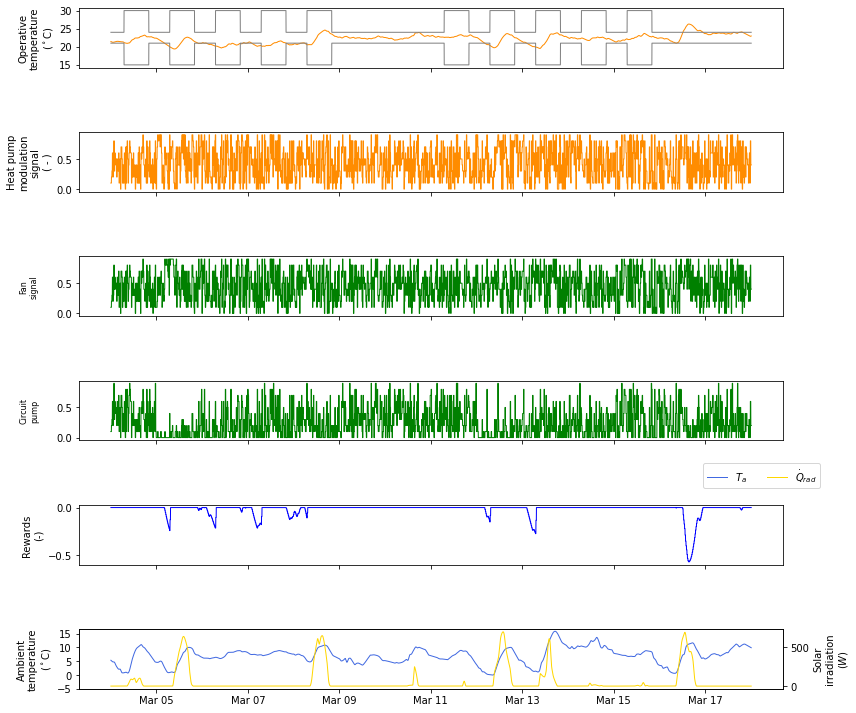 Operative
temperature
(°C)
30
25
20
15
Heat pump
modulation
signal
( - )
0.5
0.0
Fan
signal
0.5
0.0
Circuit
pump
0.5
0.0
T_a
Q̇_rad
Rewards
(-)
0.0
−0.5
Ambient
temperature
(°C)
15
10
5
0
−5
500
0
Solar
irradiation
(W)
Mar 05 Mar 07 Mar 09 Mar 11 Mar 13 Mar 15 Mar 17